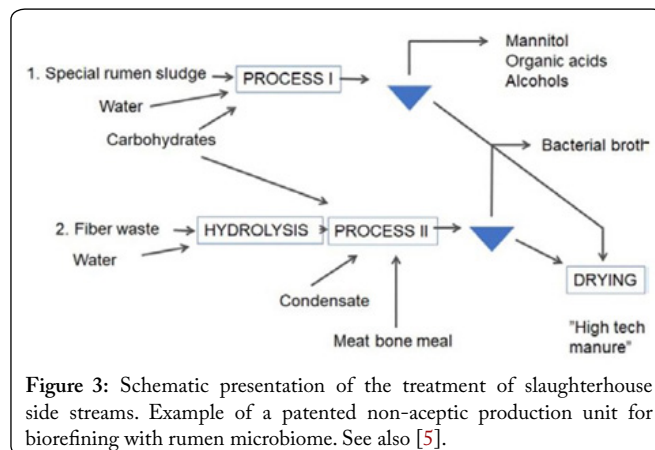 Mannitol
Organic acids
Alcohols
1. Special rumen sludge
PROCESS I
Water
Carbohydrates
Bacterial brotl
2. Fiber waste
HYDROLYSIS
PROCESS II
Water
Condensate
DRYING
Meat bone meal
"High tech
manure"
Figure 3: Schematic presentation of the treatment of slaughterhouse
side streams. Example of a patented non-aceptic production unit for
biorefining with rumen microbiome. See also [5].